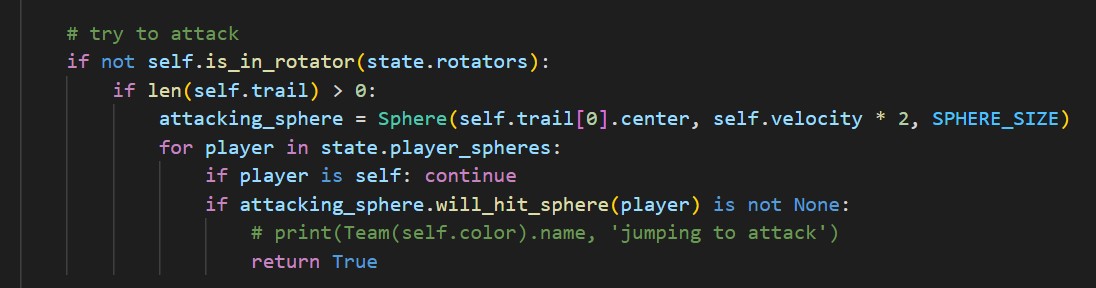 # try to attack
if not self.is_in_rotator(state.rotators):
if len(self.trail) > 0:
attacking_sphere = Sphere(self.trail[0].center, self.velocity * 2, SPHERE_SIZE)
for player in state.player_spheres:
if player is self: continue
if attacking_sphere.will_hit_sphere(player) is not None:
# print(Team(self.color).name, 'jumping to attack')
return True